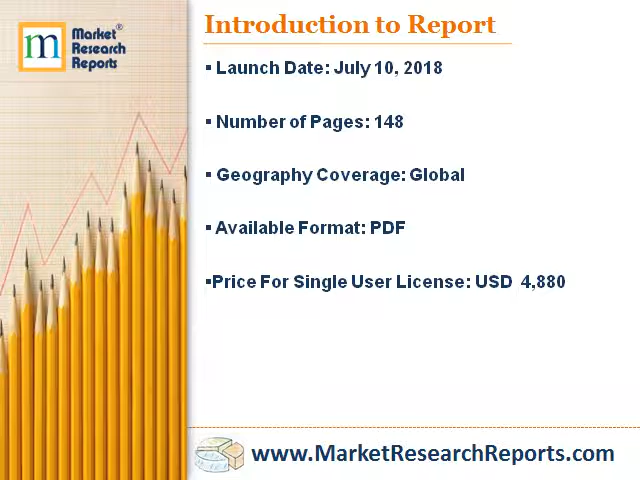 m
Market®
Research
Reports
Introduction to Report
▪ Launch Date: July 10, 2018
▪ Number of Pages: 148
▪ Geography Coverage: Global
▪ Available Format: PDF
▪Price For Single User License: USD 4,880
www.MarketResearchReports.com